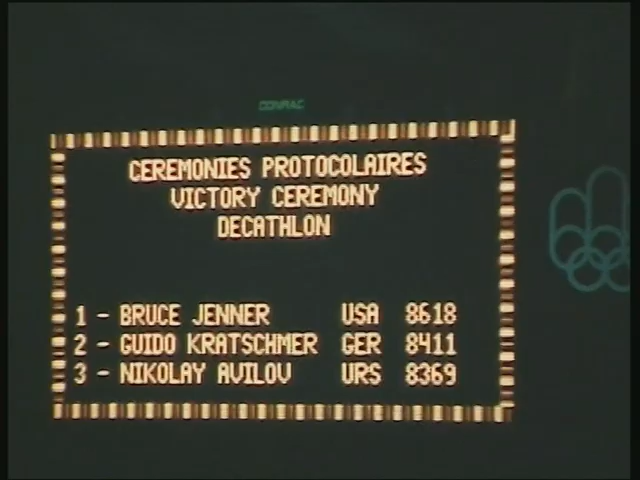 CONRAC
CEREMONIES PROTOCOLAIRES
VICTORY CEREMONY
DECATHLON
1 - BRUCE JENNER USA 8618
2 - GUIDO KRATSCHMER GER 8411
3 - NIKOLAY AVILOV URS 8369